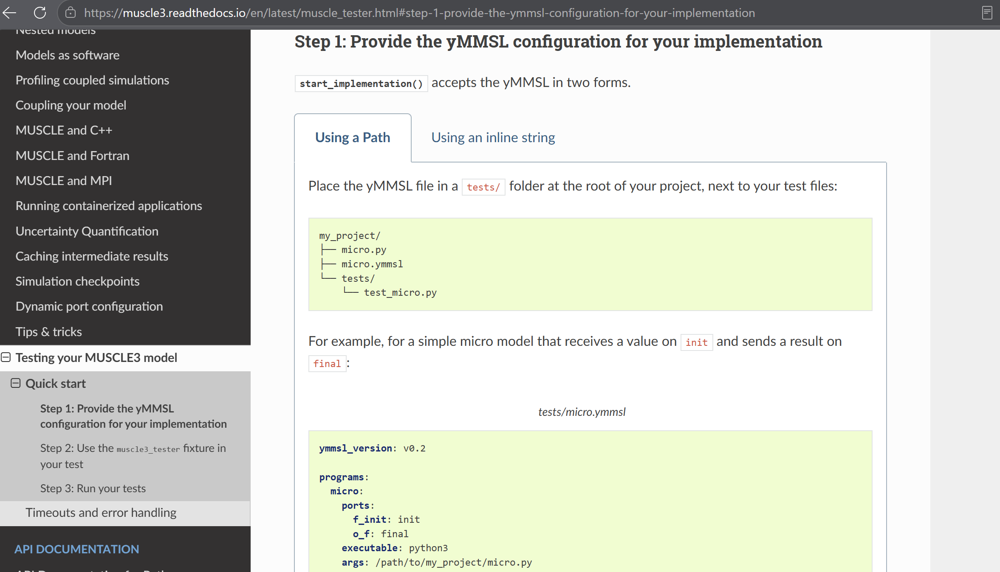 https://muscle3.readthedocs.io/en/latest/muscle_tester.html#step-1-provide-the-ymmsl-configuration-for-your-implementation
Nested models
Models as software
Profiling coupled simulations
Coupling your model
MUSCLE and C++
MUSCLE and Fortran
MUSCLE and MPI
Running containerized applications
Uncertainty Quantification
Caching intermediate results
Simulation checkpoints
Dynamic port configuration
Tips & tricks
Testing your MUSCLE3 model
Quick start
Step 1: Provide the yMMSL
configuration for your implementation
Step 2: Use the muscle3_tester fixture in
your test
Step 3: Run your tests
Timeouts and error handling
API DOCUMENTATION
Step 1: Provide the yMMSL configuration for your implementation
start_implementation() accepts the yMMSL in two forms.
Using a Path
Using an inline string
Place the yMMSL file in a tests/ folder at the root of your project, next to your test files:
my_project/
├── micro.py
├── micro.ymmsl
└── tests/
    └── test_micro.py
For example, for a simple micro model that receives a value on init and sends a result on
final :
tests/micro.ymmsl
ymmsl_version: v0.2
programs:
  micro:
    ports:
      f_init: init
      o_f: final
    executable: python3
    args: /path/to/my_project/micro.py